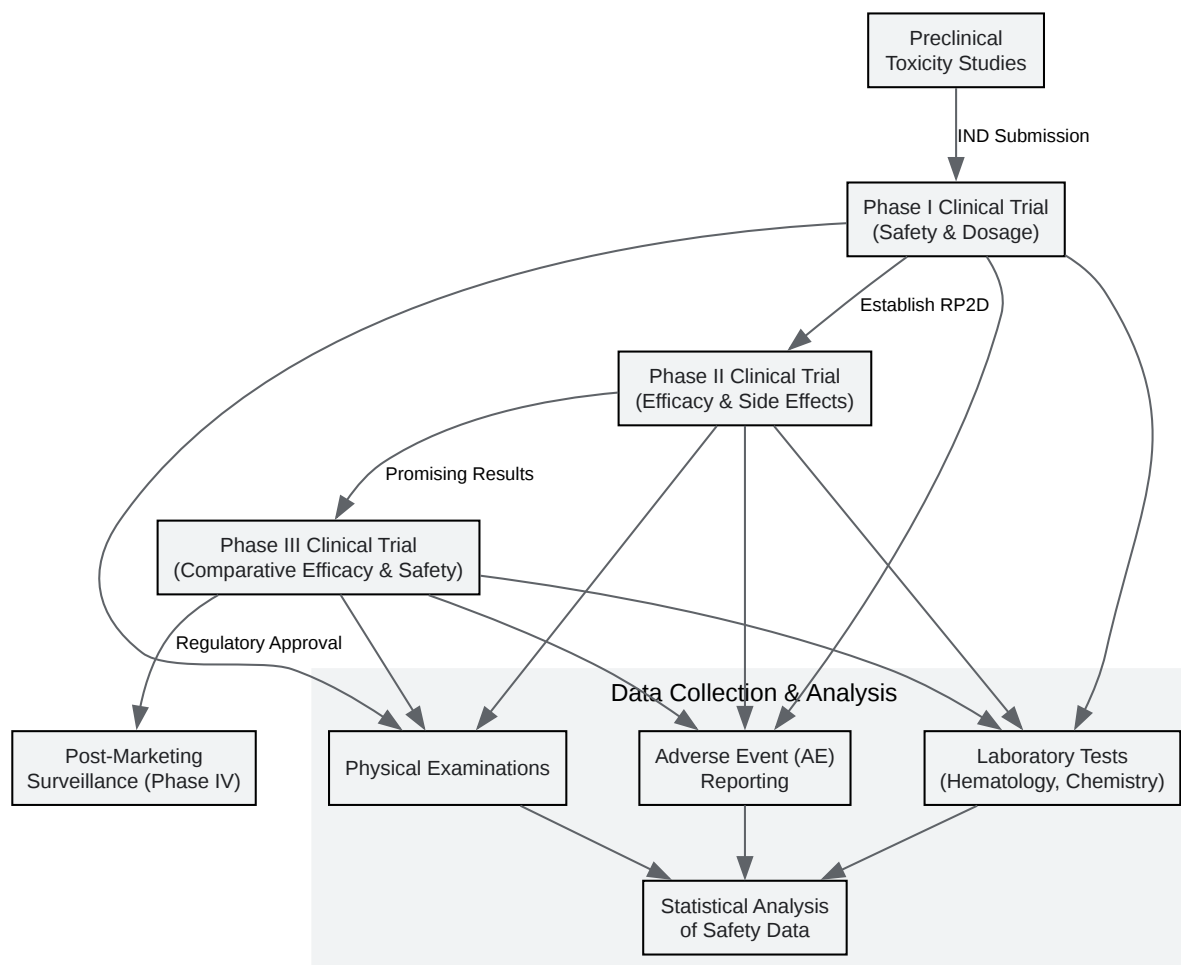 Preclinical
Toxicity Studies
IND Submission
Phase I Clinical Trial
(Safety & Dosage)
Establish RP2D
Phase II Clinical Trial
(Efficacy & Side Effects)
Promising Results
Phase III Clinical Trial
(Comparative Efficacy & Safety)
Regulatory Approval
Data Collection & Analysis
Post-Marketing
Surveillance (Phase IV)
Physical Examinations
Adverse Event (AE)
Reporting
Laboratory Tests
(Hematology, Chemistry)
Statistical Analysis
of Safety Data